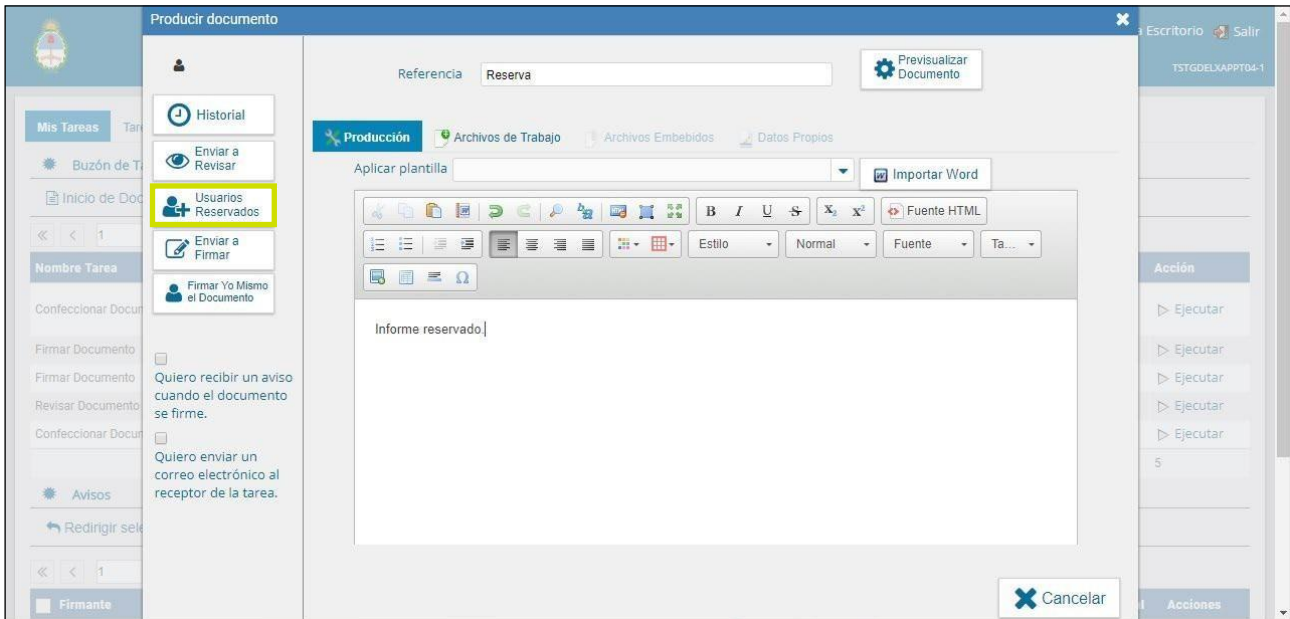 Producir documento
Escritorio Salir
TSTGDELXAPPT04-1
Referencia Reserva
Previsualizar
Documento
Historial
Mis Tareas
Producción Archivos de Trabajo Archivos Embebidos Datos Propios
Enviar a
Revisar
Aplicar plantilla Importar Word
Buzón de
Usuarios
Reservados
Inicio de
B I U S X₂ X² Fuente HTML
« < 1
Enviar a
Firmar
Estilo Normal Fuente Ta...
Nombre Tarea Acción
Firmar Yo Mismo
el Documento
Ω
Confeccionar Ejecutar
Informe reservado.
Firmar Documento Ejecutar
Quiero recibir un aviso
cuando el documento
se firme.
Firmar Documento Ejecutar
Revisar Documento Ejecutar
Confeccionar Ejecutar
Quiero enviar un
correo electrónico al
receptor de la tarea.
5
Avisos
Redirigir
« < 1
Cancelar
Firmante Acciones